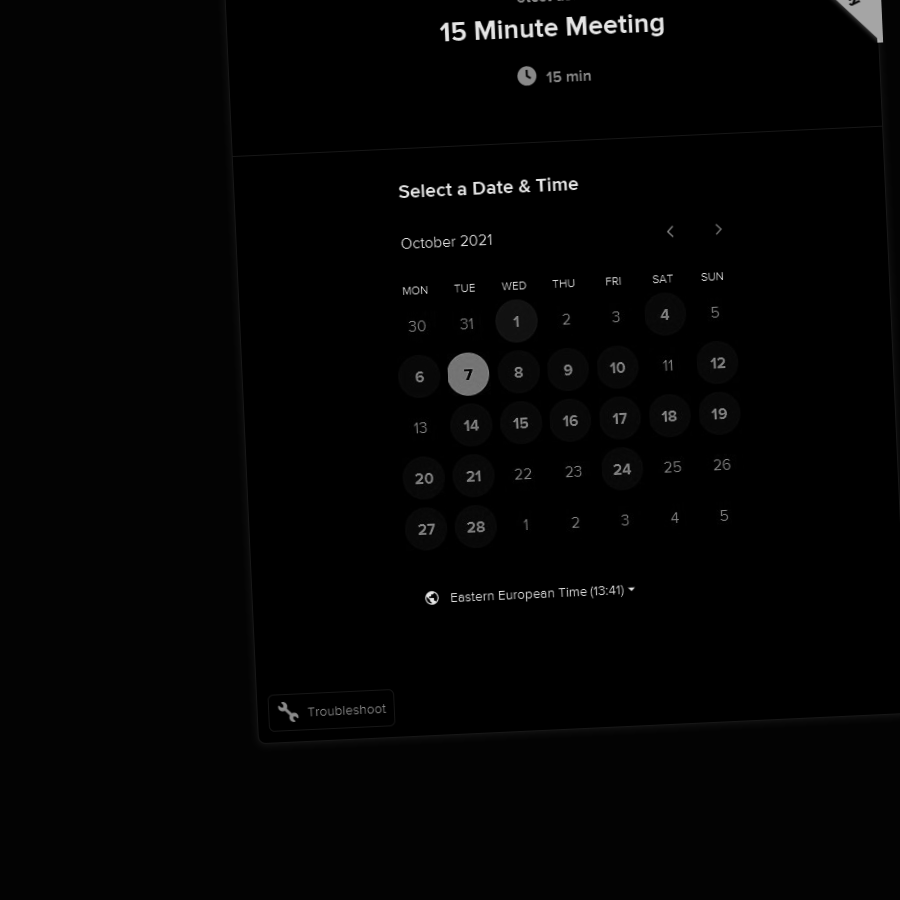 15 Minute Meeting
15 min
Select a Date & Time
October 2021
MON TUE WED THU FRI SAT SUN
30 31 1 2 3 4 5
6 7 8 9 10 11 12
13 14 15 16 17 18 19
20 21 22 23 24 25 26
27 28 1 2 3 4 5
Eastern European Time (13:41)
Troubleshoot